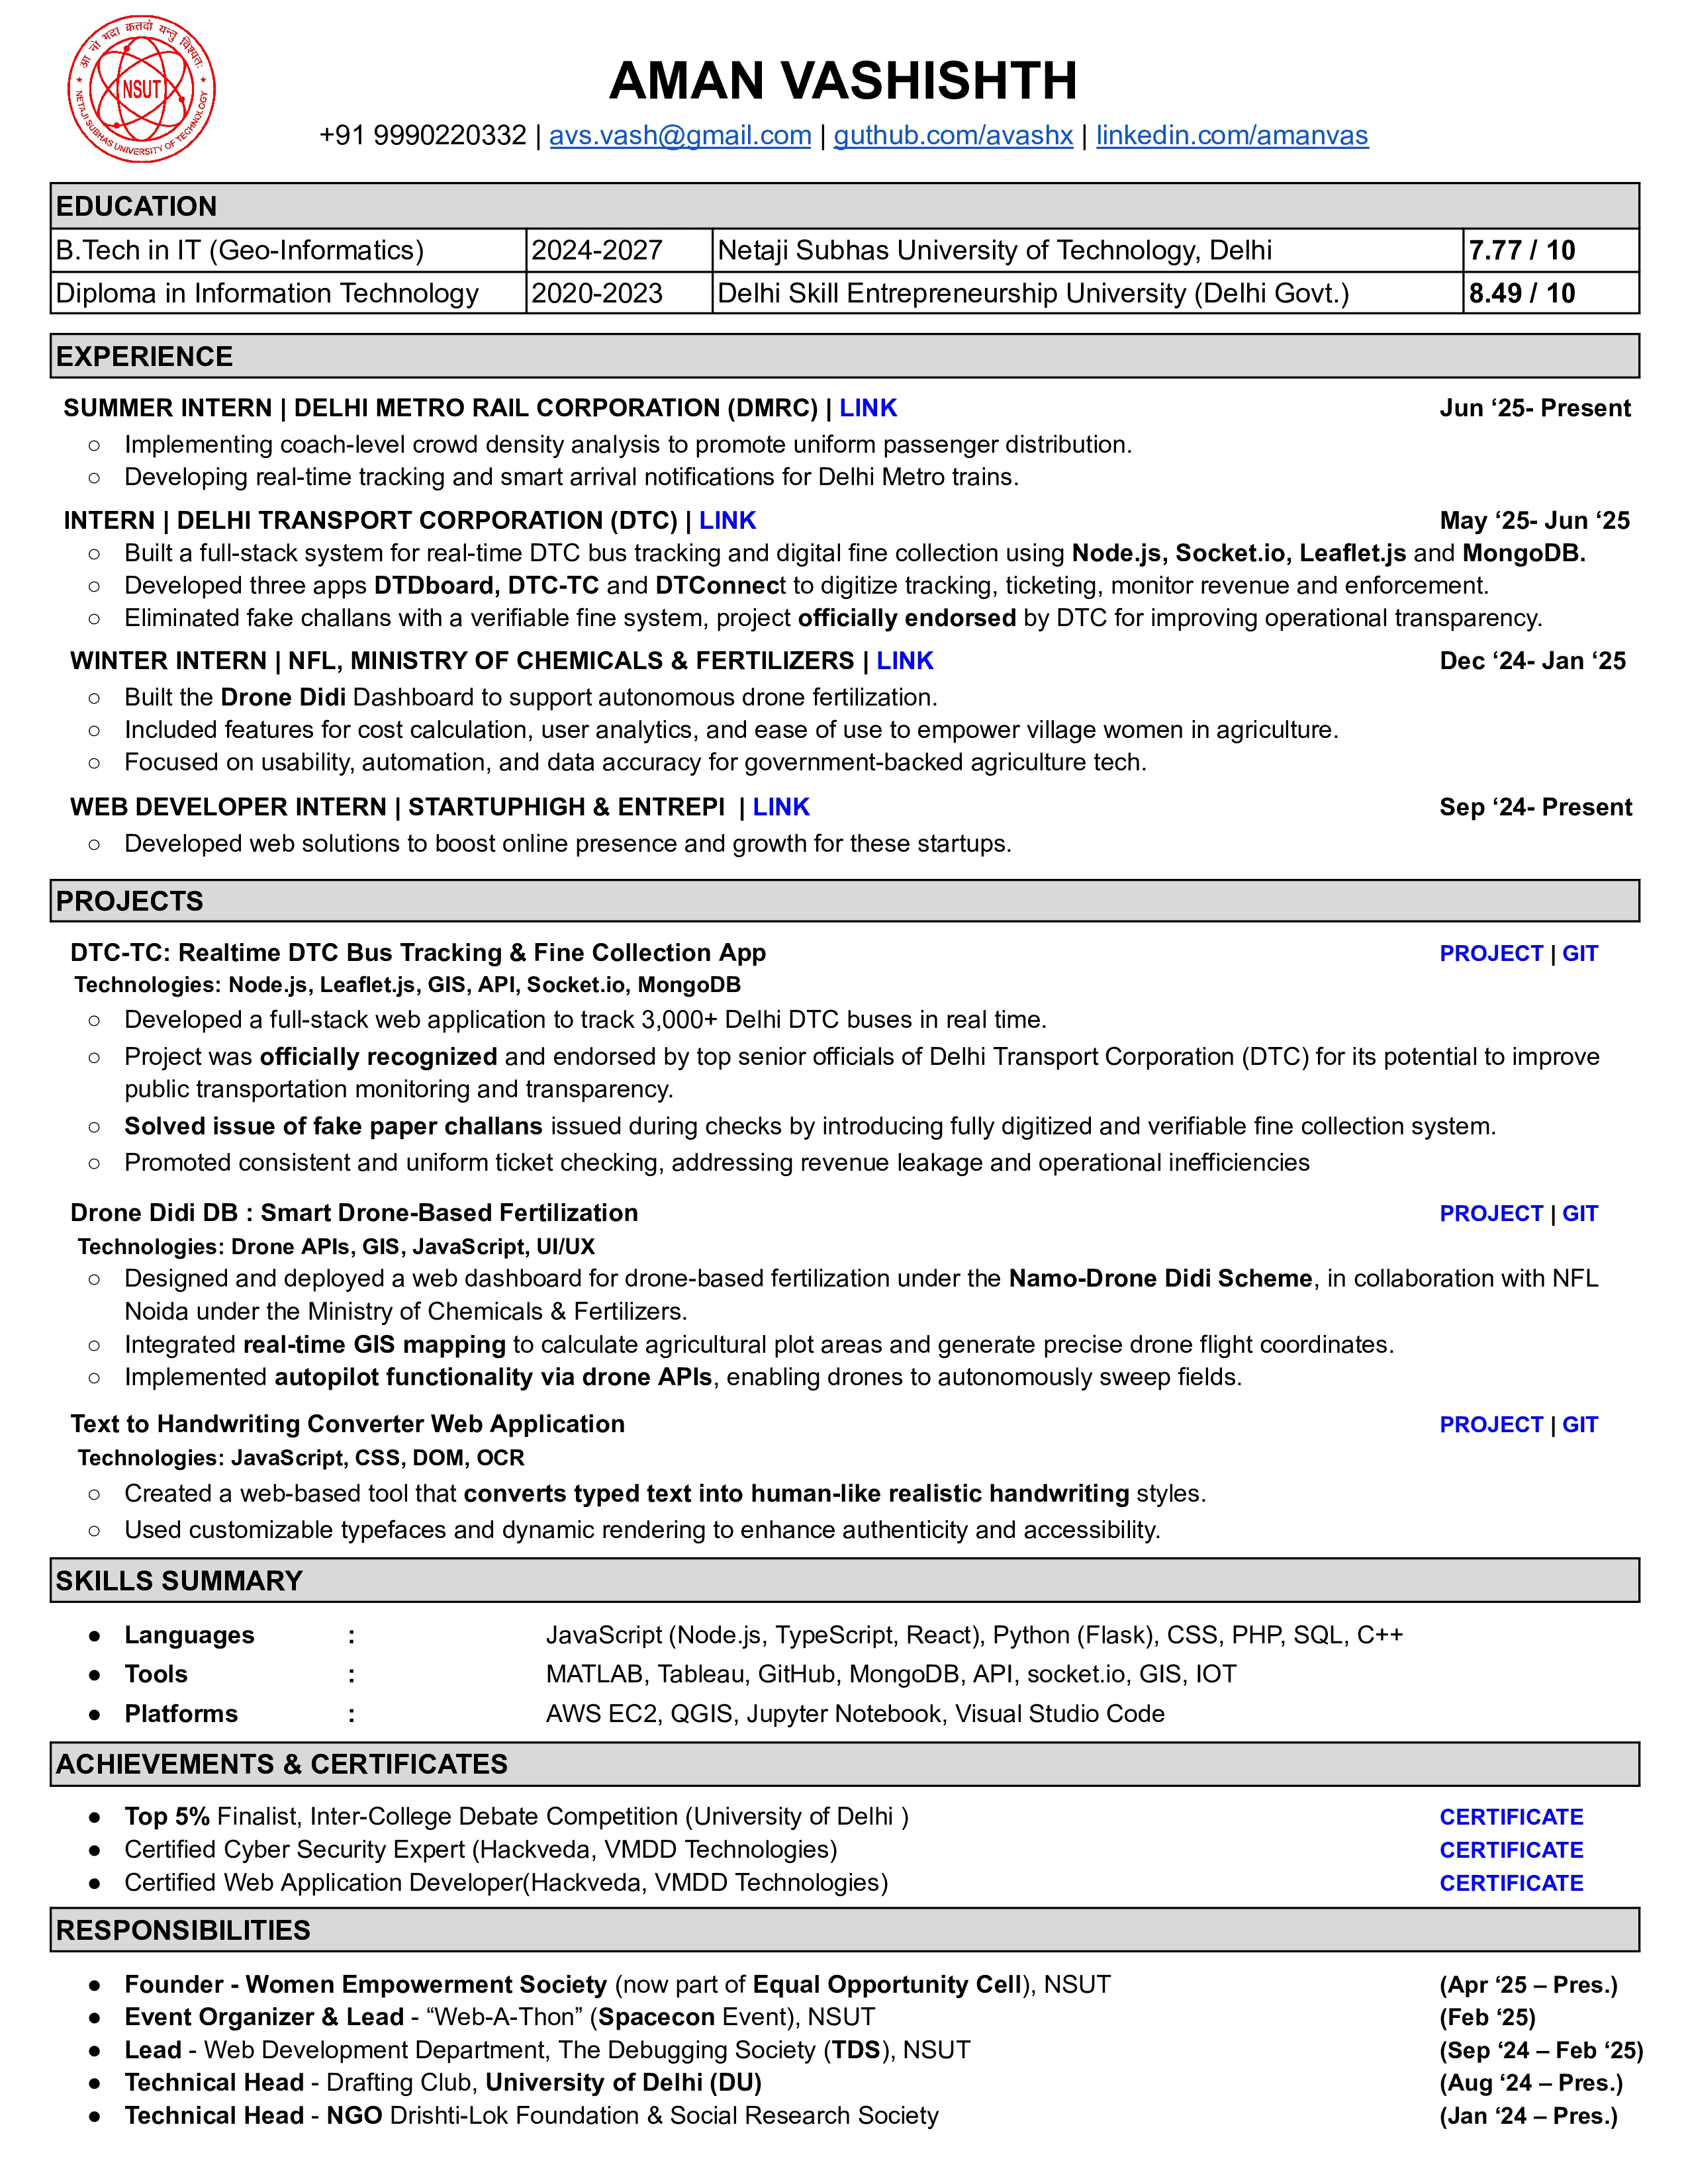 आ नो भद्रा क्रतवो यन्तु विश्वतः
NSUT
NETAJI SUBHAS UNIVERSITY OF TECHNOLOGY
AMAN VASHISHTH
+91 9990220332 | avs.vash@gmail.com | guthub.com/avashx | linkedin.com/amanvas
EDUCATION
B.Tech in IT (Geo-Informatics) 2024-2027 Netaji Subhas University of Technology, Delhi 7.77 / 10
Diploma in Information Technology 2020-2023 Delhi Skill Entrepreneurship University (Delhi Govt.) 8.49 / 10
EXPERIENCE
SUMMER INTERN | DELHI METRO RAIL CORPORATION (DMRC) | LINK Jun ‘25- Present
○ Implementing coach-level crowd density analysis to promote uniform passenger distribution.
○ Developing real-time tracking and smart arrival notifications for Delhi Metro trains.
INTERN | DELHI TRANSPORT CORPORATION (DTC) | LINK May ‘25- Jun ‘25
○ Built a full-stack system for real-time DTC bus tracking and digital fine collection using Node.js, Socket.io, Leaflet.js and MongoDB.
○ Developed three apps DTDboard, DTC-TC and DTConnect to digitize tracking, ticketing, monitor revenue and enforcement.
○ Eliminated fake challans with a verifiable fine system, project officially endorsed by DTC for improving operational transparency.
WINTER INTERN | NFL, MINISTRY OF CHEMICALS & FERTILIZERS | LINK Dec ‘24- Jan ‘25
○ Built the Drone Didi Dashboard to support autonomous drone fertilization.
○ Included features for cost calculation, user analytics, and ease of use to empower village women in agriculture.
○ Focused on usability, automation, and data accuracy for government-backed agriculture tech.
WEB DEVELOPER INTERN | STARTUPHIGH & ENTREPI | LINK Sep ‘24- Present
○ Developed web solutions to boost online presence and growth for these startups.
PROJECTS
DTC-TC: Realtime DTC Bus Tracking & Fine Collection App PROJECT | GIT
Technologies: Node.js, Leaflet.js, GIS, API, Socket.io, MongoDB
○ Developed a full-stack web application to track 3,000+ Delhi DTC buses in real time.
○ Project was officially recognized and endorsed by top senior officials of Delhi Transport Corporation (DTC) for its potential to improve
public transportation monitoring and transparency.
○ Solved issue of fake paper challans issued during checks by introducing fully digitized and verifiable fine collection system.
○ Promoted consistent and uniform ticket checking, addressing revenue leakage and operational inefficiencies
Drone Didi DB : Smart Drone-Based Fertilization PROJECT | GIT
Technologies: Drone APIs, GIS, JavaScript, UI/UX
○ Designed and deployed a web dashboard for drone-based fertilization under the Namo-Drone Didi Scheme, in collaboration with NFL
Noida under the Ministry of Chemicals & Fertilizers.
○ Integrated real-time GIS mapping to calculate agricultural plot areas and generate precise drone flight coordinates.
○ Implemented autopilot functionality via drone APIs, enabling drones to autonomously sweep fields.
Text to Handwriting Converter Web Application PROJECT | GIT
Technologies: JavaScript, CSS, DOM, OCR
○ Created a web-based tool that converts typed text into human-like realistic handwriting styles.
○ Used customizable typefaces and dynamic rendering to enhance authenticity and accessibility.
SKILLS SUMMARY
● Languages : JavaScript (Node.js, TypeScript, React), Python (Flask), CSS, PHP, SQL, C++
● Tools : MATLAB, Tableau, GitHub, MongoDB, API, socket.io, GIS, IOT
● Platforms : AWS EC2, QGIS, Jupyter Notebook, Visual Studio Code
ACHIEVEMENTS & CERTIFICATES
● Top 5% Finalist, Inter-College Debate Competition (University of Delhi ) CERTIFICATE
● Certified Cyber Security Expert (Hackveda, VMDD Technologies) CERTIFICATE
● Certified Web Application Developer(Hackveda, VMDD Technologies) CERTIFICATE
RESPONSIBILITIES
● Founder - Women Empowerment Society (now part of Equal Opportunity Cell), NSUT (Apr ‘25 – Pres.)
● Event Organizer & Lead - “Web-A-Thon” (Spacecon Event), NSUT (Feb ‘25)
● Lead - Web Development Department, The Debugging Society (TDS), NSUT (Sep ‘24 – Feb ‘25)
● Technical Head - Drafting Club, University of Delhi (DU) (Aug ‘24 – Pres.)
● Technical Head - NGO Drishti-Lok Foundation & Social Research Society (Jan ‘24 – Pres.)